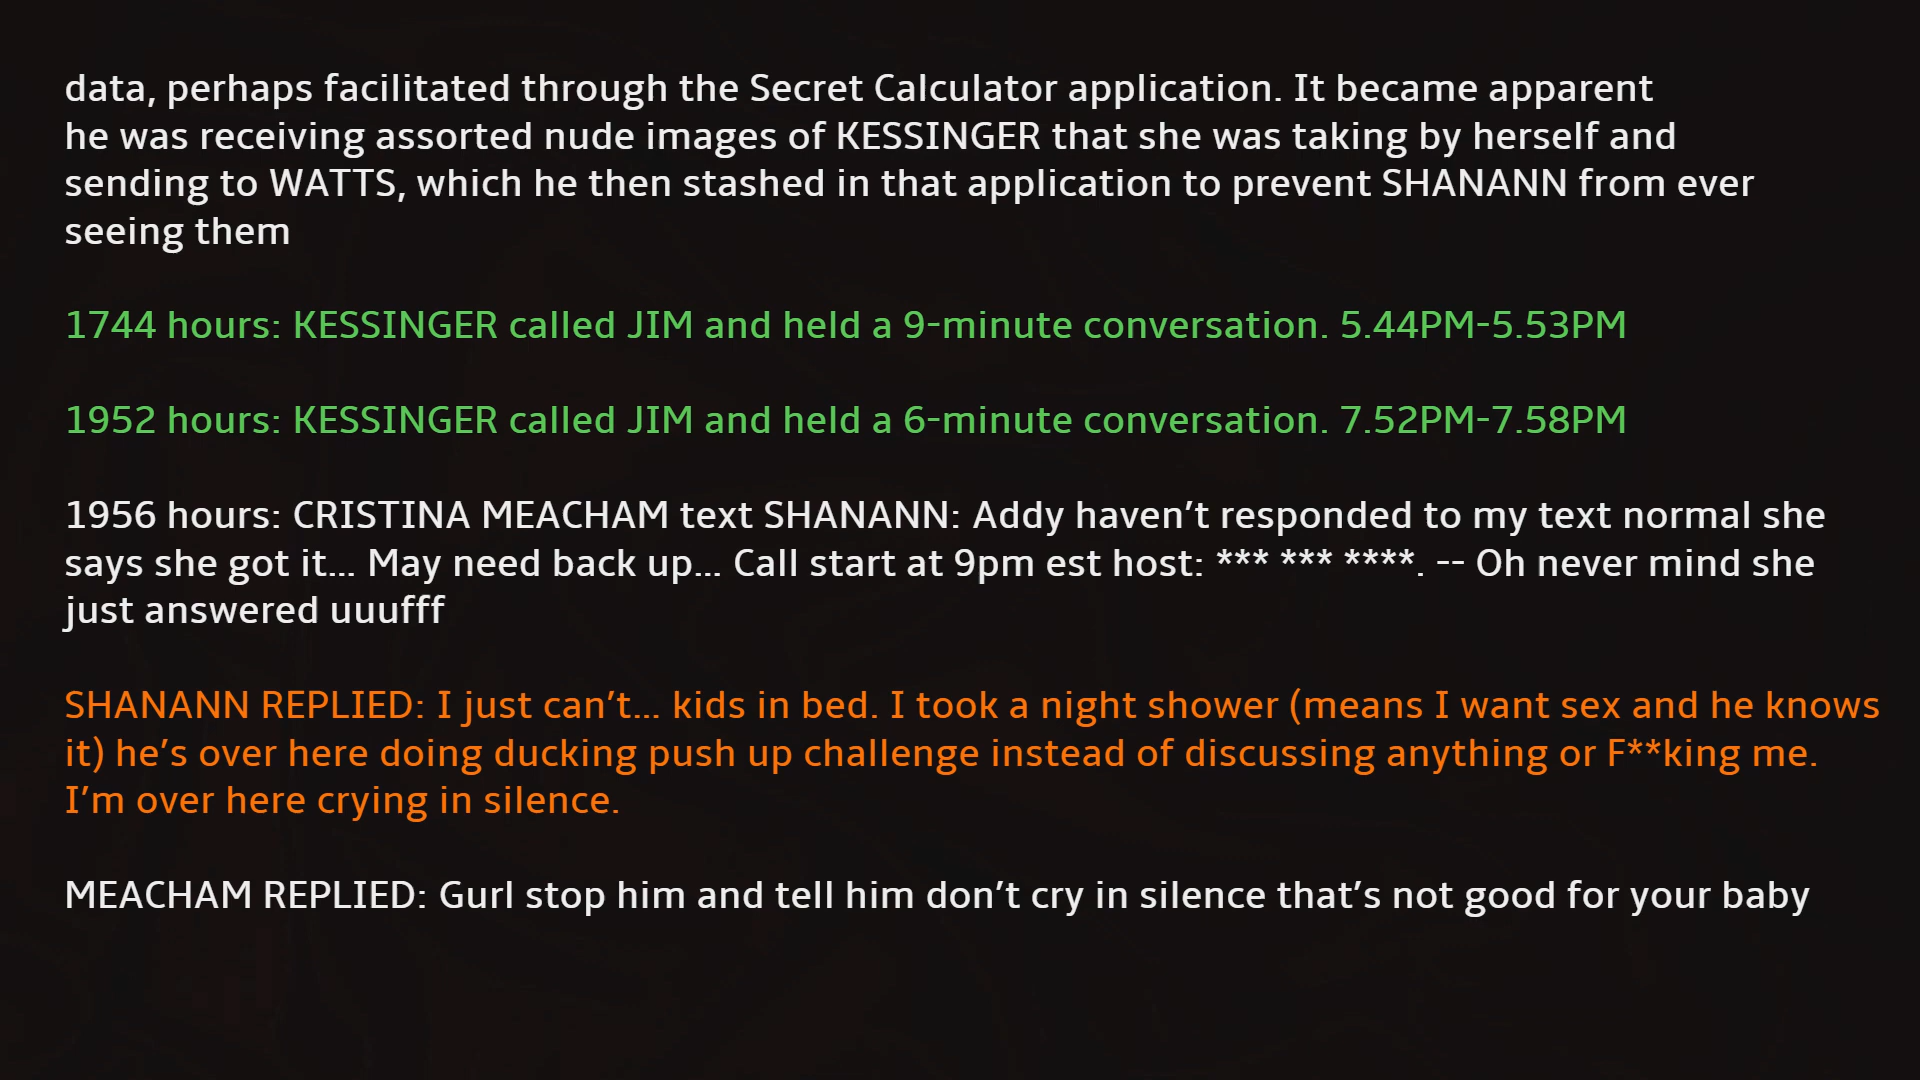 data, perhaps facilitated through the Secret Calculator application. It became apparent
he was receiving assorted nude images of KESSINGER that she was taking by herself and
sending to WATTS, which he then stashed in that application to prevent SHANANN from ever
seeing them
1744 hours: KESSINGER called JIM and held a 9-minute conversation. 5.44PM-5.53PM
1952 hours: KESSINGER called JIM and held a 6-minute conversation. 7.52PM-7.58PM
1956 hours: CRISTINA MEACHAM text SHANANN: Addy haven’t responded to my text normal she
says she got it... May need back up... Call start at 9pm est host: *** *** ****. -- Oh never mind she
just answered uuufff
SHANANN REPLIED: I just can’t... kids in bed. I took a night shower (means I want sex and he knows
it) he’s over here doing ducking push up challenge instead of discussing anything or F**king me.
I’m over here crying in silence.
MEACHAM REPLIED: Gurl stop him and tell him don’t cry in silence that’s not good for your baby